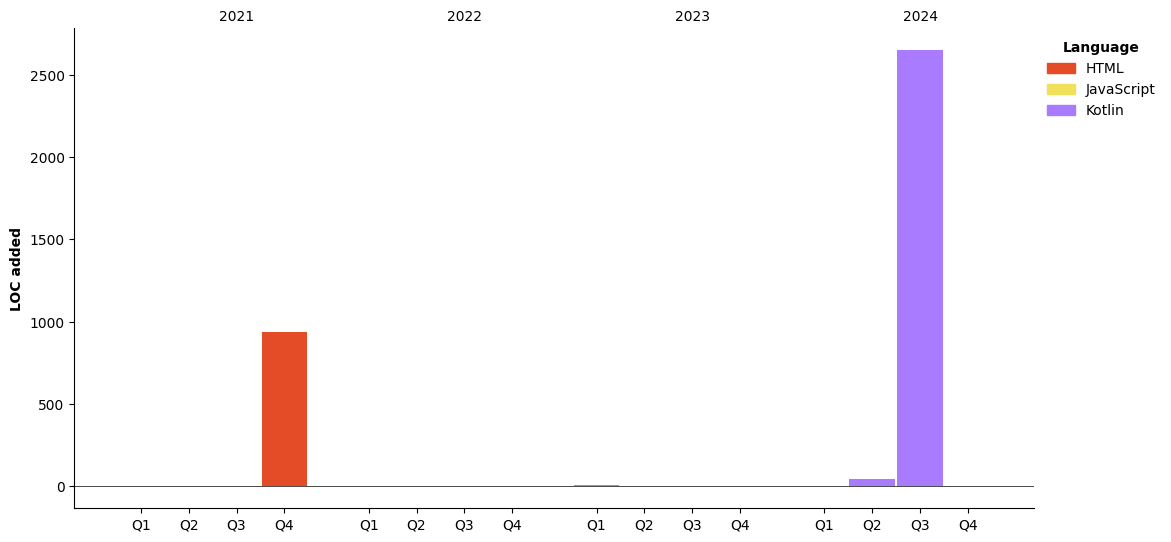 2021 2022 2023 2024
Language
HTML
JavaScript
Kotlin
2500
2000
1500
1000
500
0
LOC added
Q1 Q2 Q3 Q4 Q1 Q2 Q3 Q4 Q1 Q2 Q3 Q4 Q1 Q2 Q3 Q4